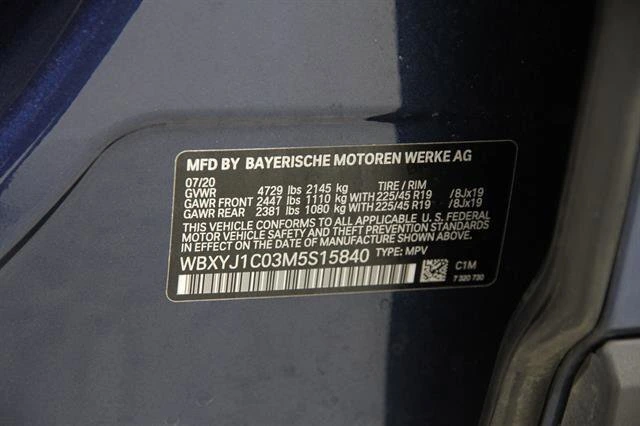 MFD BY BAYERISCHE MOTOREN WERKE AG
07/20
GVWR 4729 lbs 2145 kg TIRE / RIM
GAWR FRONT 2447 lbs 1110 kg WITH 225/45 R19 /8Jx19
GAWR REAR 2381 lbs 1080 kg WITH 225/45 R19 /8Jx19
THIS VEHICLE CONFORMS TO ALL APPLICABLE U.S. FEDERAL
MOTOR VEHICLE SAFETY, BUMPER, AND THEFT PREVENTION
STANDARDS IN EFFECT ON THE DATE OF MANUFACTURE SHOWN ABOVE.
WBXYJ1C03M5S15840 TYPE: MPV
C1M
7 320 730